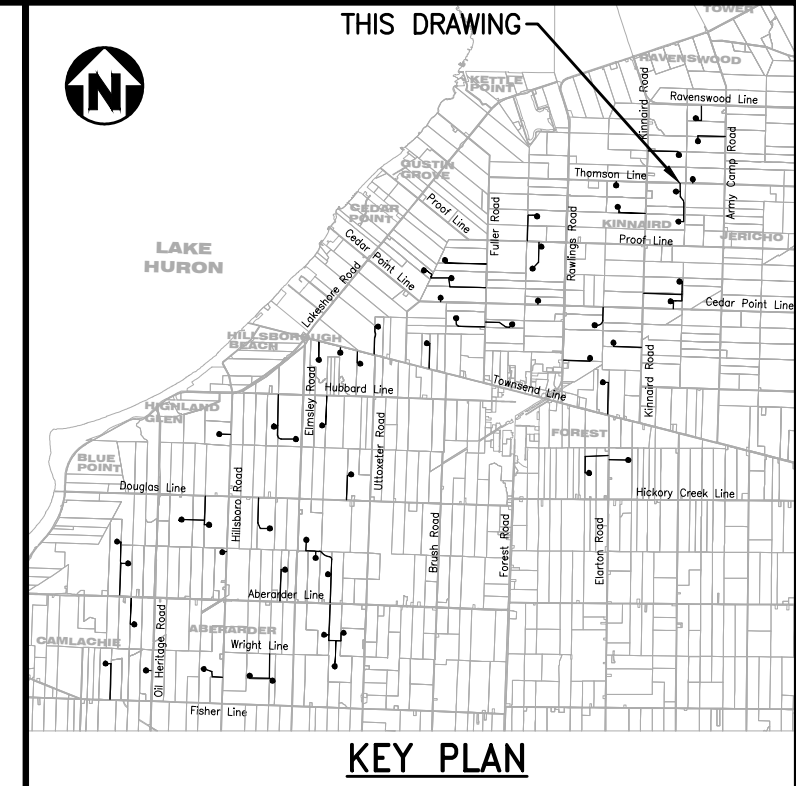 THIS DRAWING
TOWER
N
RAVENSWOOD
KETTLE
POINT
Ravenswood Line
Kinnaird Road
Army Camp Road
GUSTIN
GROVE
Thomson Line
CEDAR
POINT
Proof Line
Fuller Road
Rawlings Road
KINNAIRD
Proof Line
JERICHO
LAKE
HURON
Cedar Point Line
Lakeshore Road
Cedar Point Line
HILLSBOROUGH
BEACH
Elmsley Road
Hubbard Line
Townsend Line
Kinnaird Road
HIGHLAND
GLEN
Uttoxeter Road
FOREST
BLUE
POINT
Douglas Line
Hillsboro Road
Hickory Creek Line
Brush Road
Forest Road
Elarton Road
Aberarder Line
CAMLACHIE
Oil Heritage Road
ABERARDER
Wright Line
Fisher Line
KEY PLAN